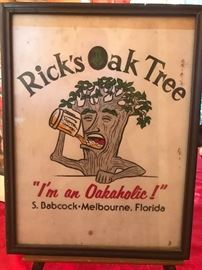 Rick's Oak Tree
"I'm an Oakaholic!"
S. Babcock • Melbourne, Florida